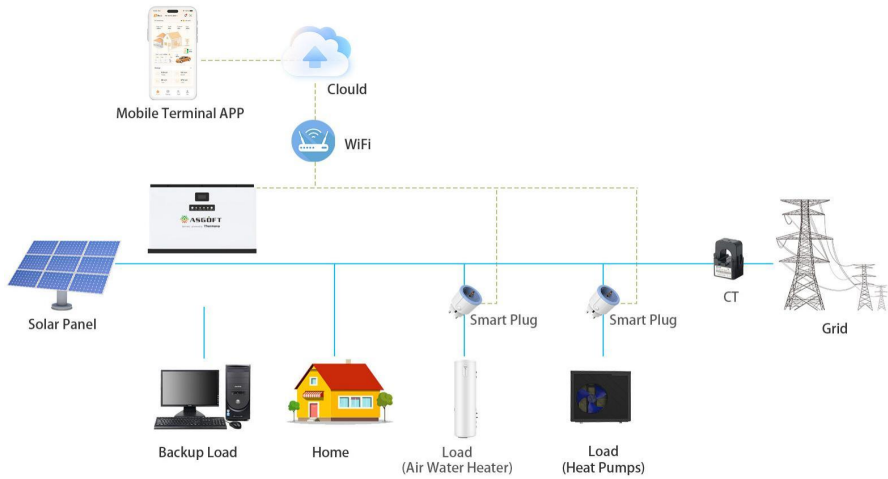 Clould
Mobile Terminal APP
WiFi
ASGOFT
CT
Solar Panel
Smart Plug
Smart Plug
Grid
Backup Load
Home
Load
(Air Water Heater)
Load
(Heat Pumps)